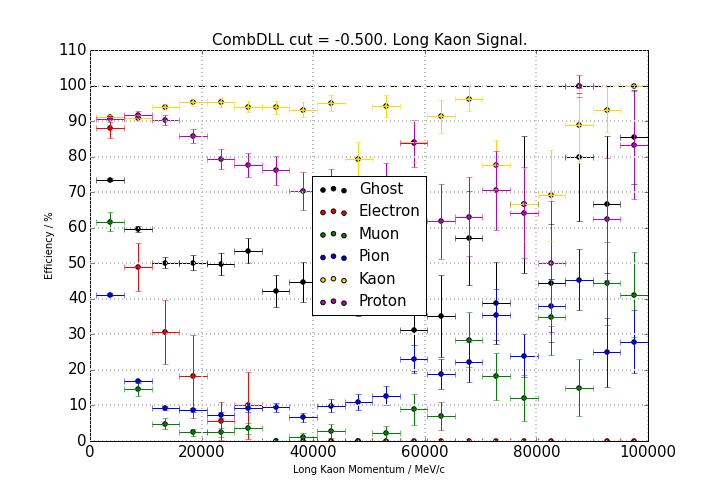 CombDLL cut = -0.500. Long Kaon Signal.
110
100
90
80
70
60
50
40
30
20
10
0
Efficiency / %
Ghost
Electron
Muon
Pion
Kaon
Proton
0 20000 40000 60000 80000 100000
Long Kaon Momentum / MeV/c